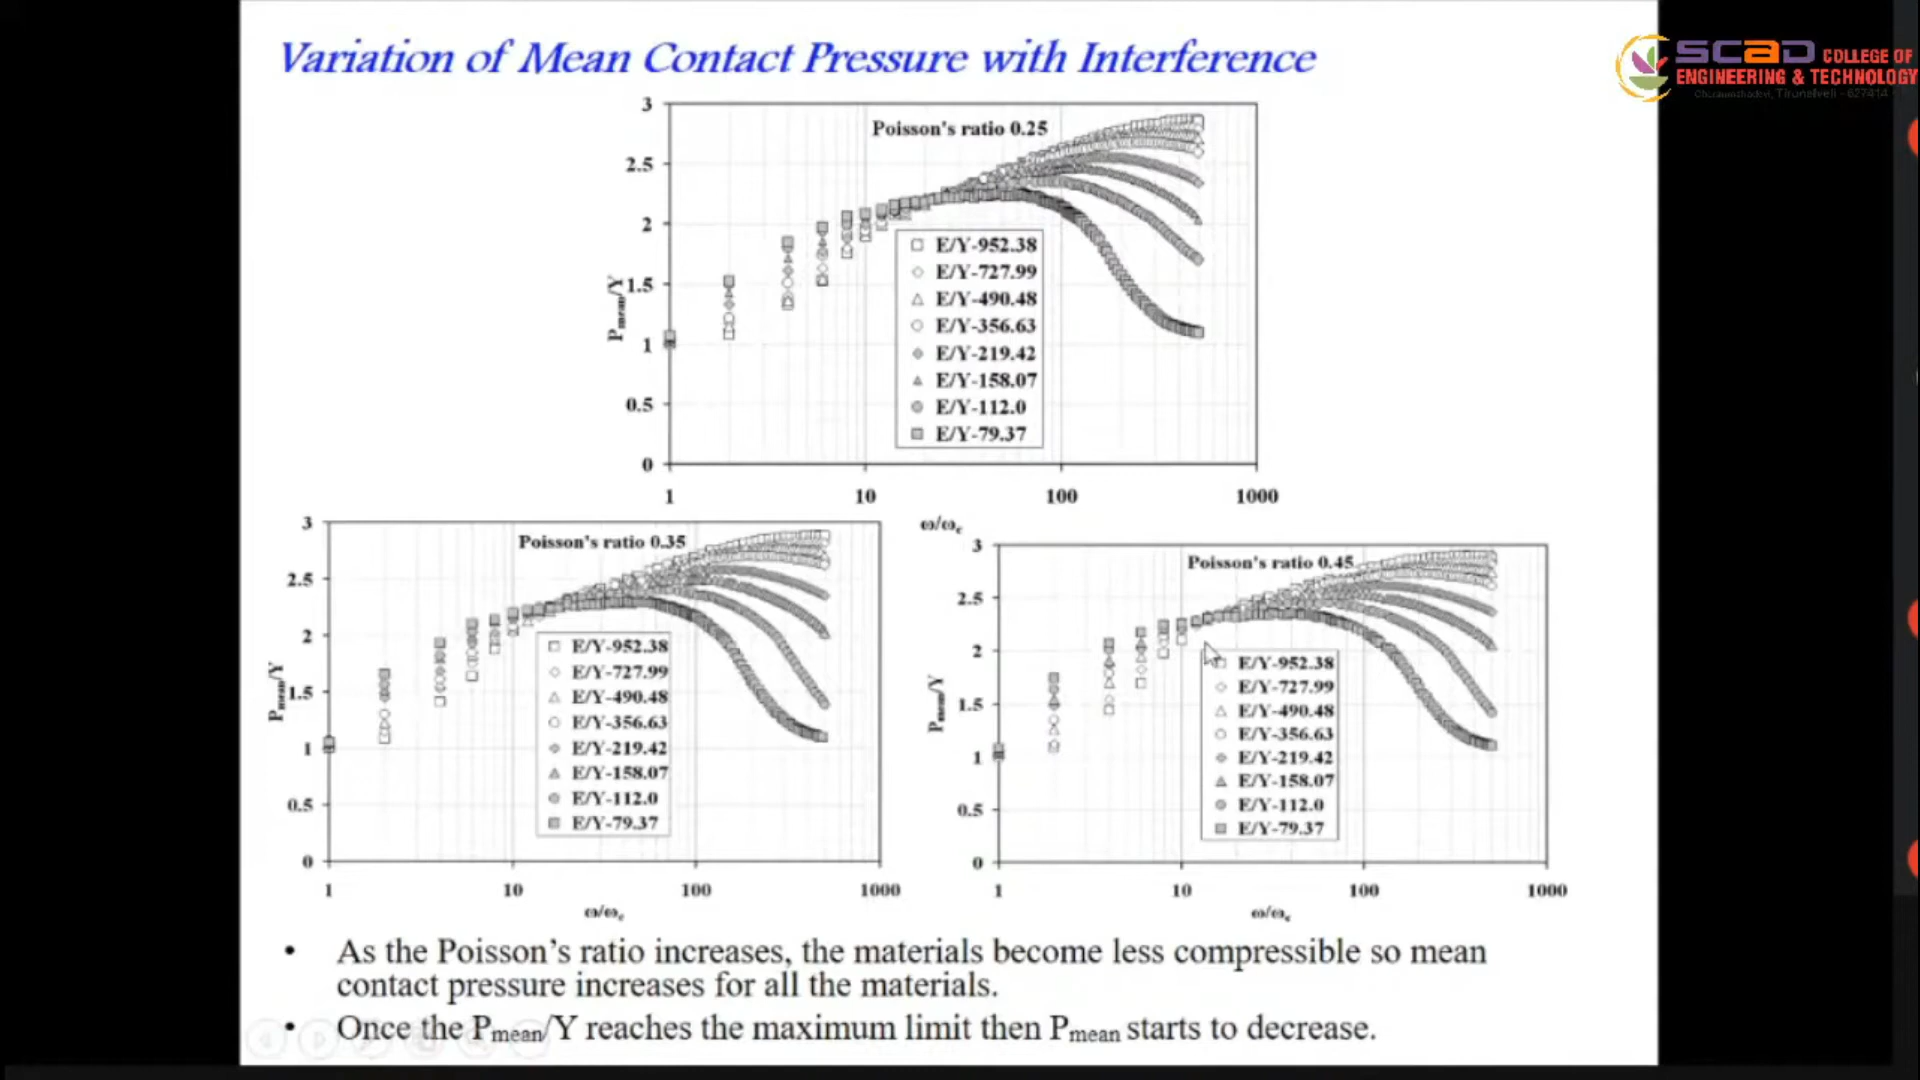 Variation of Mean Contact Pressure with Interference
SCAD COLLEGE OF
ENGINEERING & TECHNOLOGY
Cheranmahadevi, Tirunelveli - 627414
3
Poisson's ratio 0.25
2.5
2
1.5
1
0.5
0
Pmean/Y
E/Y-952.38
E/Y-727.99
E/Y-490.48
E/Y-356.63
E/Y-219.42
E/Y-158.07
E/Y-112.0
E/Y-79.37
1 10 100 1000
ω/ωc
3
Poisson's ratio 0.35
2.5
2
1.5
1
0.5
0
Pmean/Y
E/Y-952.38
E/Y-727.99
E/Y-490.48
E/Y-356.63
E/Y-219.42
E/Y-158.07
E/Y-112.0
E/Y-79.37
1 10 100 1000
ω/ωc
3
Poisson's ratio 0.45
2.5
2
1.5
1
0.5
0
Pmean/Y
E/Y-952.38
E/Y-727.99
E/Y-490.48
E/Y-356.63
E/Y-219.42
E/Y-158.07
E/Y-112.0
E/Y-79.37
1 10 100 1000
ω/ωc
• As the Poisson's ratio increases, the materials become less compressible so mean
contact pressure increases for all the materials.
• Once the Pmean/Y reaches the maximum limit then Pmean starts to decrease.